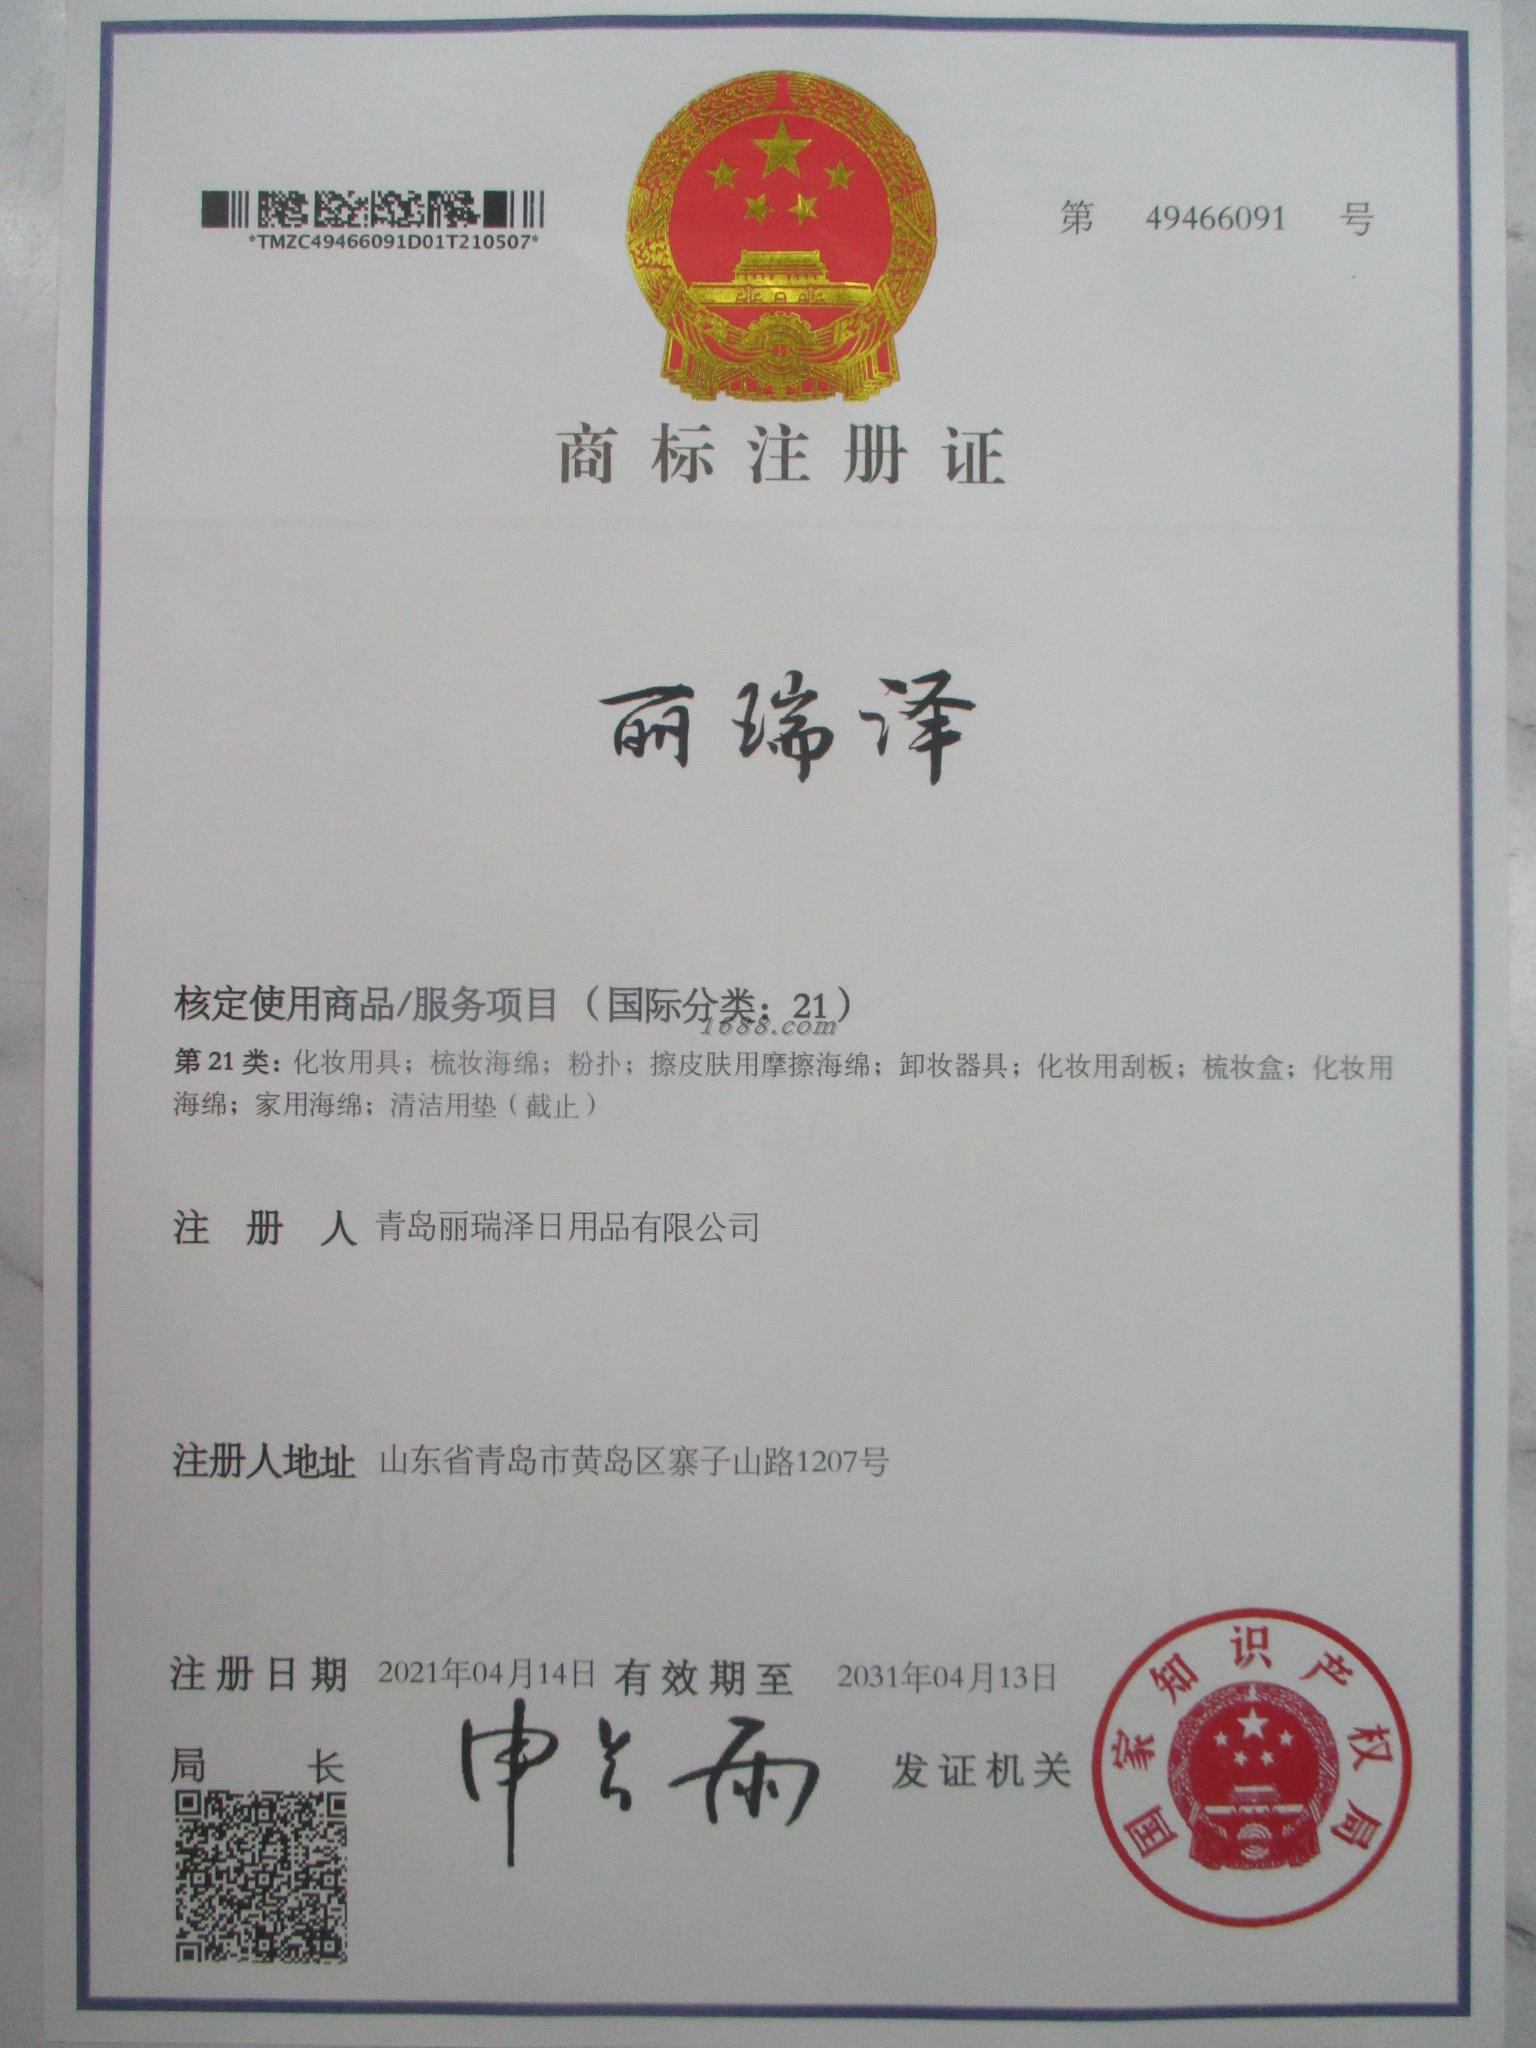 *TMZC49466091D01T210507*
第 49466091 号
商标注册证
丽瑞泽
核定使用商品/服务项目（国际分类：21）
1688.com
第21类：化妆用具；梳妆海绵；粉扑；擦皮肤用摩擦海绵；卸妆器具；化妆用刮板；梳妆盒；化妆用
海绵；家用海绵；清洁用垫（截止）
注册人 青岛丽瑞泽日用品有限公司
注册人地址 山东省青岛市黄岛区寨子山路1207号
注册日期 2021年04月14日 有效期至 2031年04月13日
局长 申长雨 发证机关
国家知识产权局